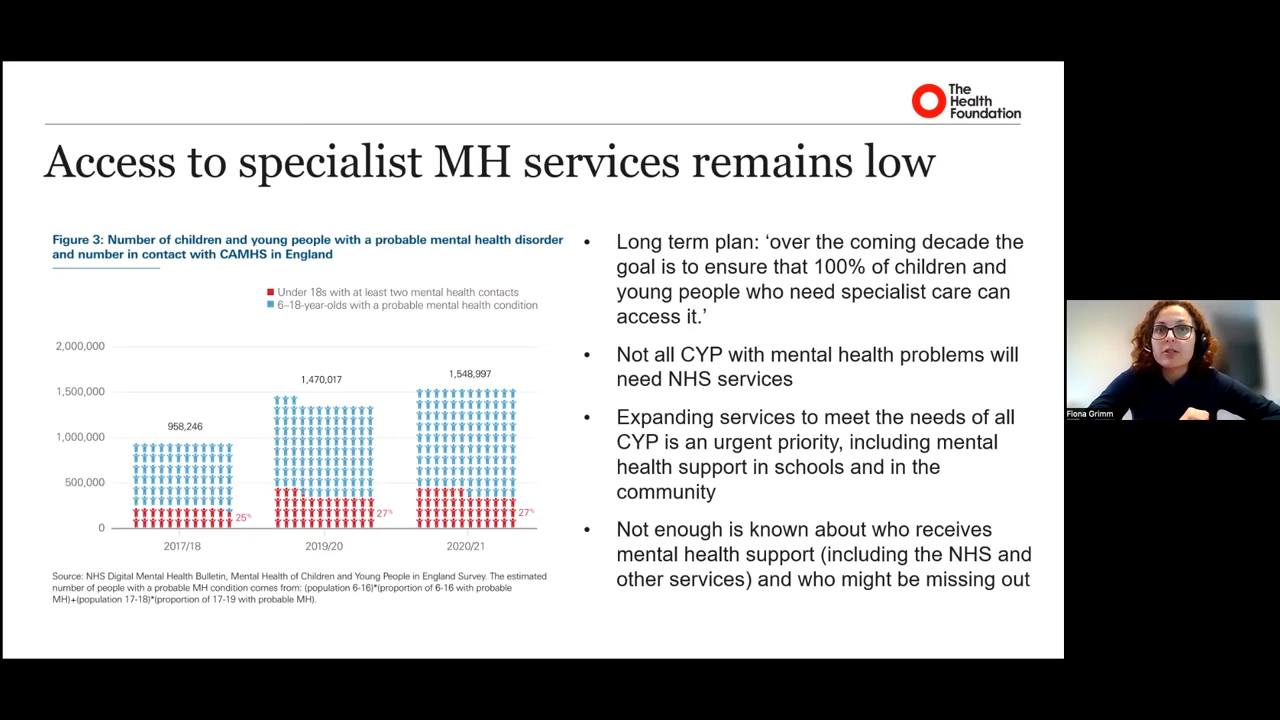 The
Health
Foundation
Access to specialist MH services remains low
Figure 3: Number of children and young people with a probable mental health disorder
and number in contact with CAMHS in England
Under 18s with at least two mental health contacts
6–18-year-olds with a probable mental health condition
2,000,000
1,500,000
1,000,000
500,000
0
958,246
1,470,017
1,548,997
25%
27%
27%
2017/18
2019/20
2020/21
Source: NHS Digital Mental Health Bulletin, Mental Health of Children and Young People in England Survey. The estimated
number of people with a probable MH condition comes from: (population 6-16)*(proportion of 6-16 with probable
MH)+(population 17-18)*(proportion of 17-19 with probable MH).
• Long term plan: ‘over the coming decade the
goal is to ensure that 100% of children and
young people who need specialist care can
access it.’
• Not all CYP with mental health problems will
need NHS services
• Expanding services to meet the needs of all
CYP is an urgent priority, including mental
health support in schools and in the
community
• Not enough is known about who receives
mental health support (including the NHS and
other services) and who might be missing out
Fiona Grimm